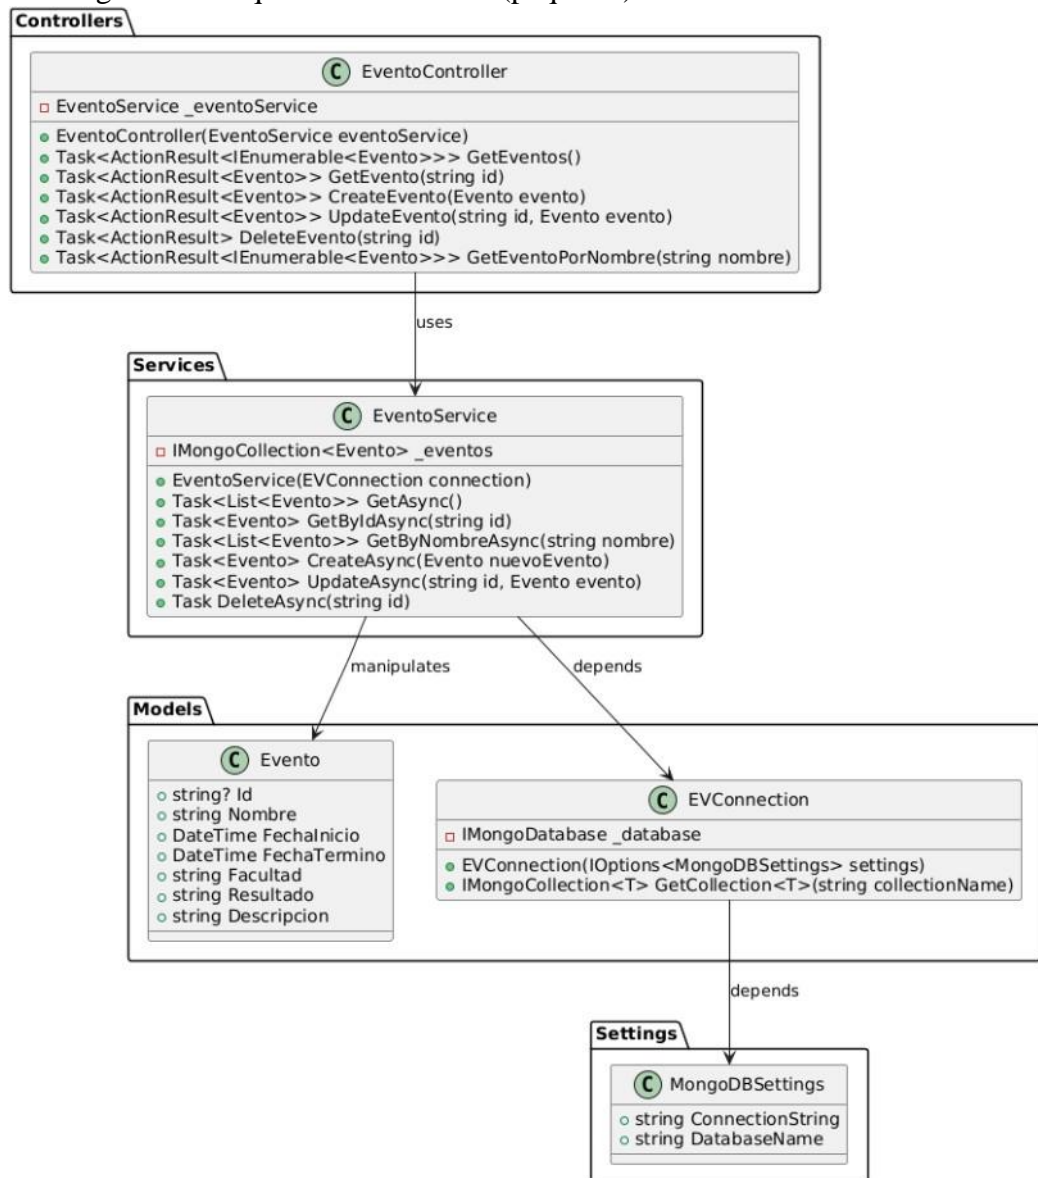 Controllers
C EventoController
EventoService _eventoService
EventoController(EventoService eventoService)
Task<ActionResult<IEnumerable<Evento>>> GetEventos()
Task<ActionResult<Evento>> GetEvento(string id)
Task<ActionResult<Evento>> CreateEvento(Evento evento)
Task<ActionResult<Evento>> UpdateEvento(string id, Evento evento)
Task<ActionResult> DeleteEvento(string id)
Task<ActionResult<IEnumerable<Evento>>> GetEventoPorNombre(string nombre)
uses
Services
C EventoService
IMongoCollection<Evento> _eventos
EventoService(EVConnection connection)
Task<List<Evento>> GetAsync()
Task<Evento> GetByIdAsync(string id)
Task<List<Evento>> GetByNombreAsync(string nombre)
Task<Evento> CreateAsync(Evento nuevoEvento)
Task<Evento> UpdateAsync(string id, Evento evento)
Task DeleteAsync(string id)
manipulates
depends
Models
C Evento
string? Id
string Nombre
DateTime FechaInicio
DateTime FechaTermino
string Facultad
string Resultado
string Descripcion
C EVConnection
IMongoDatabase _database
EVConnection(IOptions<MongoDBSettings> settings)
IMongoCollection<T> GetCollection<T>(string collectionName)
depends
Settings
C MongoDBSettings
string ConnectionString
string DatabaseName